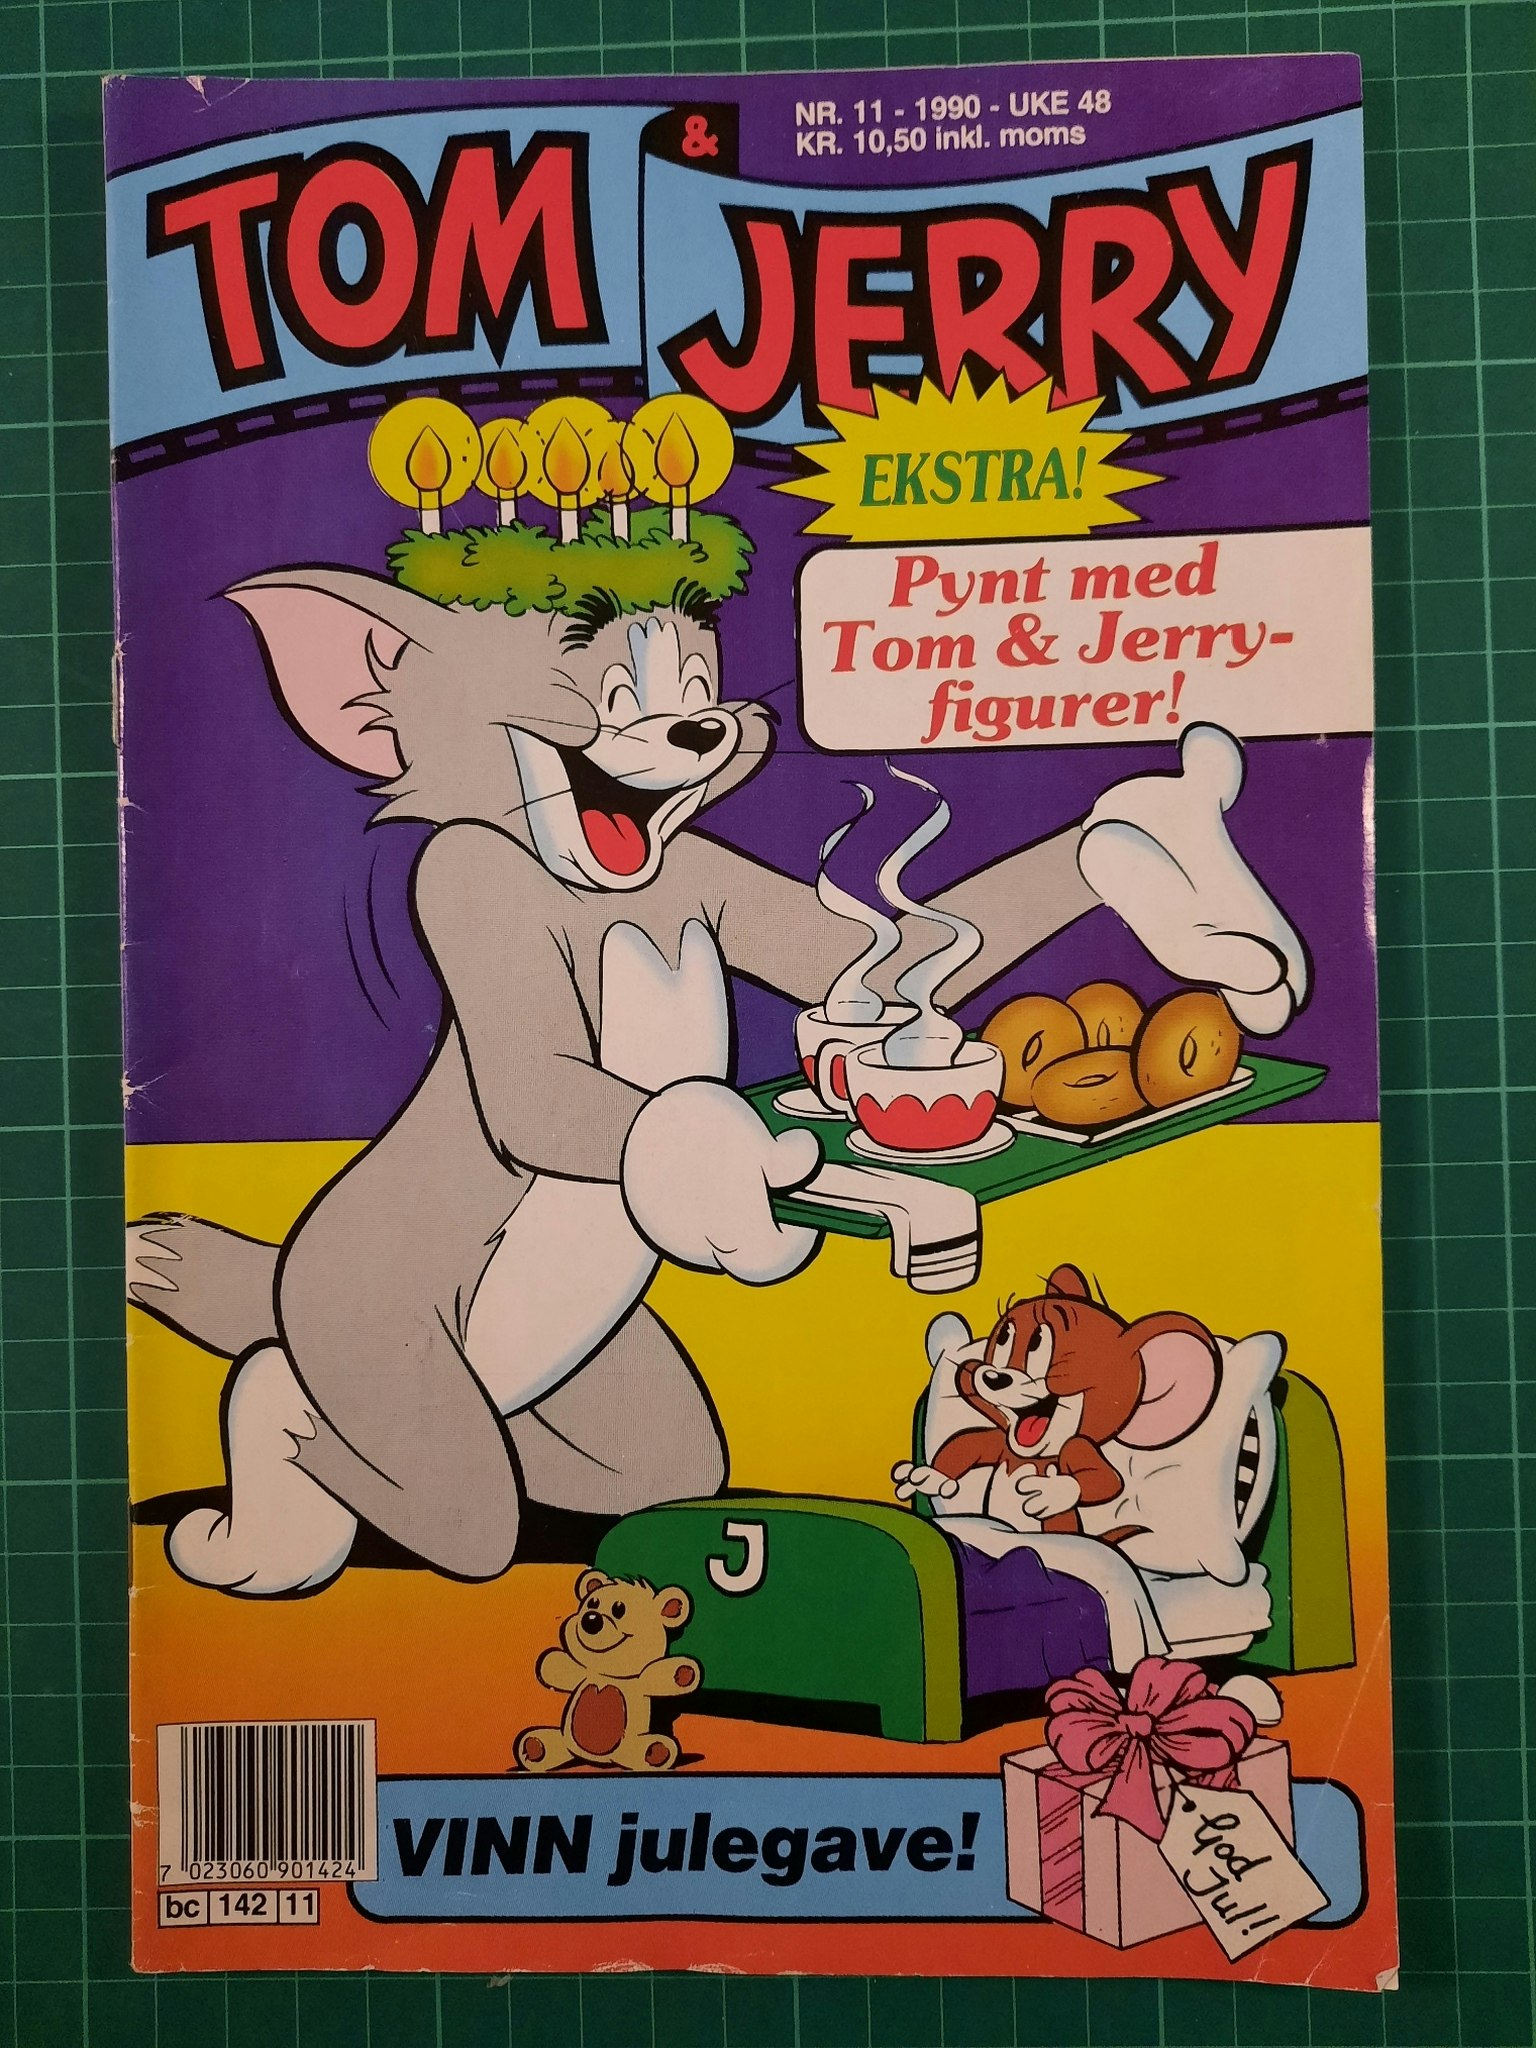 NR. 11 - 1990 - UKE 48
KR. 10,50 inkl. moms
TOM & JERRY
EKSTRA!
Pynt med
Tom & Jerry-
figurer!
J
VINN julegave!
God
Jul!!
7 023060 901424
bc 142 11